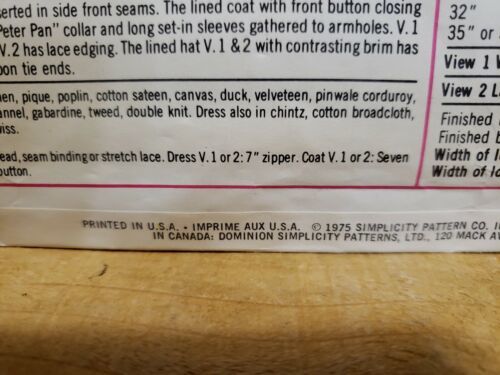 serted in side front seams. The lined coat with front button closing
Peter Pan" collar and long set-in sleeves gathered to armholes. V. 1
V. 2 has lace edging. The lined hat V. 1 & 2 with contrasting brim has
bon tie ends.
nen, pique, poplin, cotton sateen, canvas, duck, velveteen, pinwale corduroy,
annel, gabardine, tweed, double knit. Dress also in chintz, cotton broadcloth,
wiss.
ead, seam binding or stretch lace. Dress V. 1 or 2: 7" zipper. Coat V. 1 or 2: Seven
button.
32"
35" or
View 1 W
View 2 L
Finished
Finished
Width of
Width of
PRINTED IN U.S.A. • IMPRIME AUX U.S.A. © 1975 SIMPLICITY PATTERN CO. I
IN CANADA: DOMINION SIMPLICITY PATTERNS, LTD., 120 MACK AV